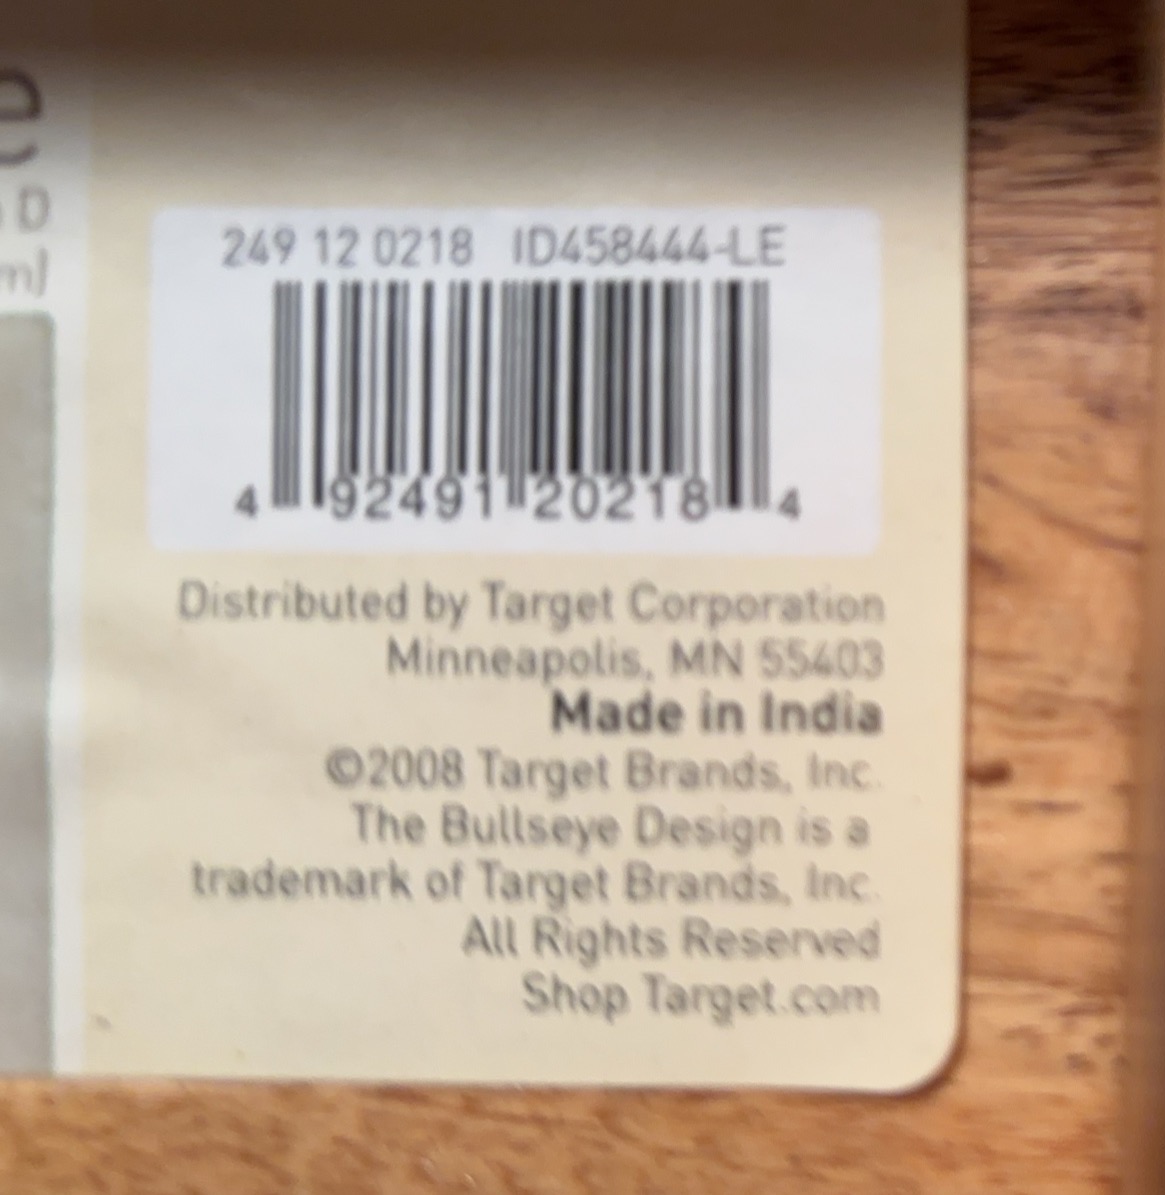 e
D
m)
249 12 0218 ID458444-LE
4 92491 20218 4
Distributed by Target Corporation
Minneapolis, MN 55403
Made in India
©2008 Target Brands, Inc.
The Bullseye Design is a
trademark of Target Brands, Inc.
All Rights Reserved
Shop Target.com